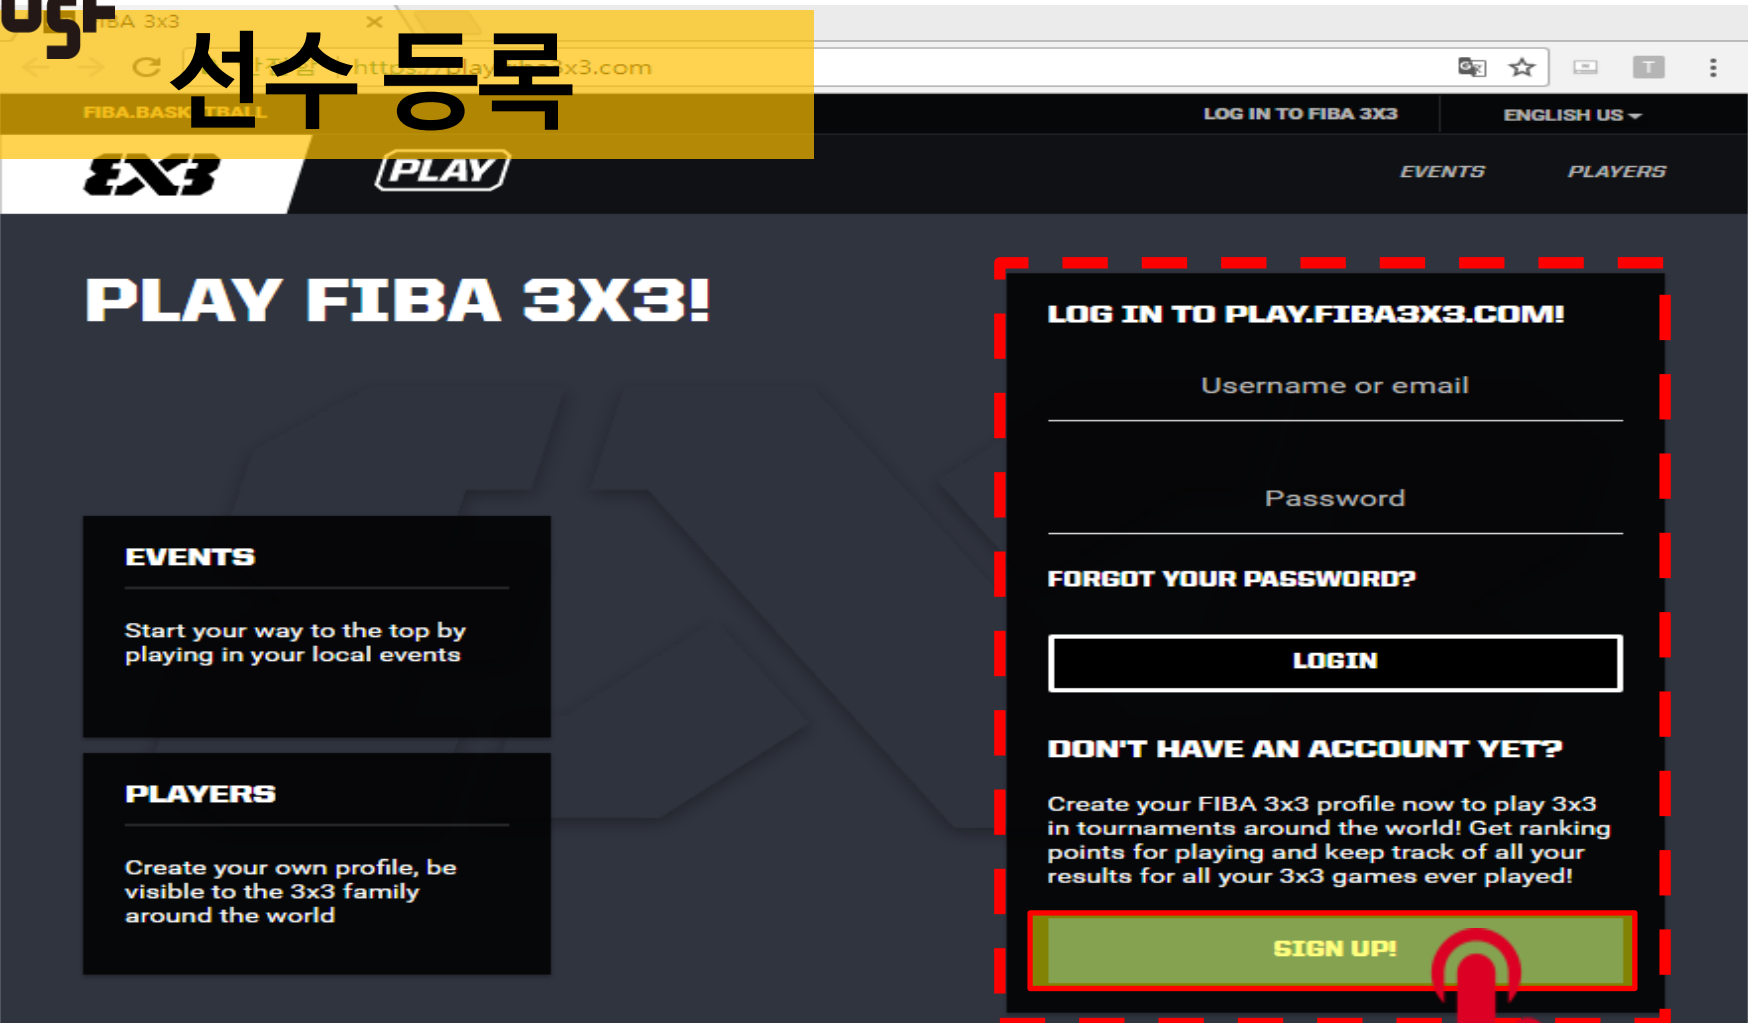 FIBA 3x3
선수 등록
https://play.fiba3x3.com
FIBA.BASKETBALL
LOG IN TO FIBA 3X3
ENGLISH US
3X3
PLAY
EVENTS
PLAYERS
PLAY FIBA 3X3!
EVENTS
Start your way to the top by
playing in your local events
PLAYERS
Create your own profile, be
visible to the 3x3 family
around the world
LOG IN TO PLAY.FIBA3X3.COM!
Username or email
Password
FORGOT YOUR PASSWORD?
LOGIN
DON'T HAVE AN ACCOUNT YET?
Create your FIBA 3x3 profile now to play 3x3
in tournaments around the world! Get ranking
points for playing and keep track of all your
results for all your 3x3 games ever played!
SIGN UP!